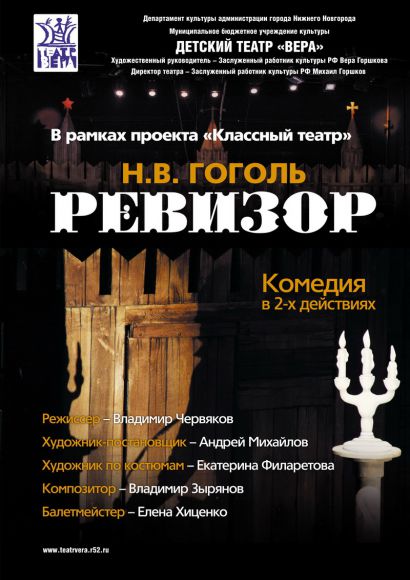 ТЕАТР
ВЕРА
Департамент культуры администрации города Нижнего Новгорода
Муниципальное бюджетное учреждение культуры
ДЕТСКИЙ ТЕАТР «ВЕРА»
Художественный руководитель – Заслуженный работник культуры РФ Вера Горшкова
Директор театра – Заслуженный работник культуры РФ Михаил Горшков
В рамках проекта «Классный театр»
Н.В. ГОГОЛЬ
РЕВИЗОР
Комедия
в 2-х действиях
Режиссёр – Владимир Червяков
Художник-постановщик – Андрей Михайлов
Художник по костюмам – Екатерина Филаретова
Композитор – Владимир Зырянов
Балетмейстер – Елена Хиценко
www.teatrvera.r52.ru